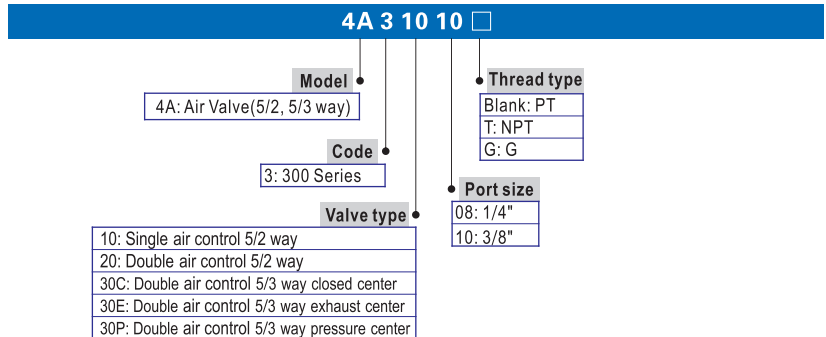 4A 3 10 10 □
Model
4A: Air Valve(5/2, 5/3 way)
Code
3: 300 Series
Valve type
10: Single air control 5/2 way
20: Double air control 5/2 way
30C: Double air control 5/3 way closed center
30E: Double air control 5/3 way exhaust center
30P: Double air control 5/3 way pressure center
Thread type
Blank: PT
T: NPT
G: G
Port size
08: 1/4"
10: 3/8"